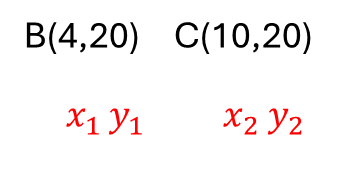 B(4,20) C(10,20)
x₁ y₁ x₂ y₂